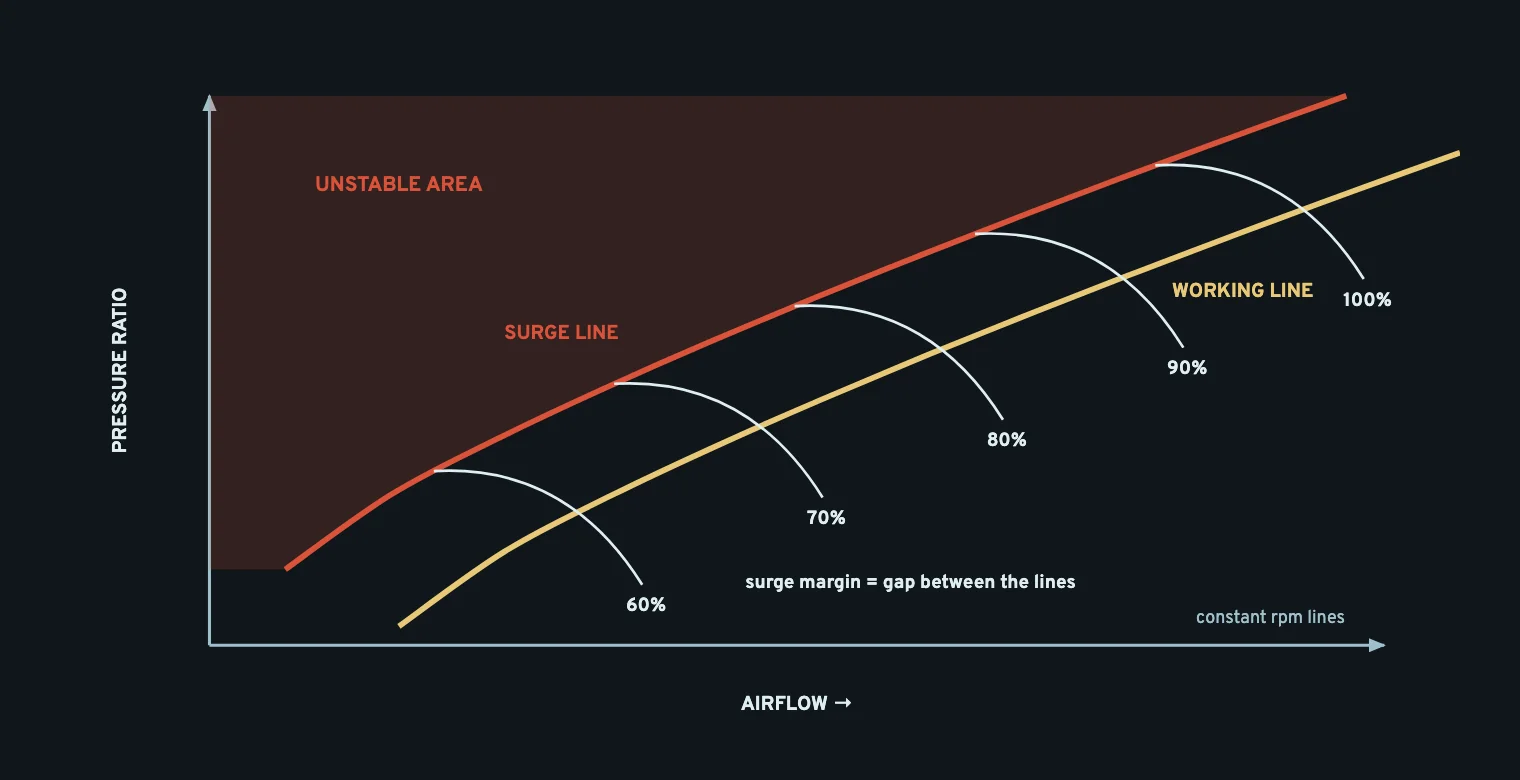 UNSTABLE AREA
SURGE LINE
WORKING LINE
100%
90%
80%
70%
60%
PRESSURE RATIO
surge margin = gap between the lines
constant rpm lines
AIRFLOW →